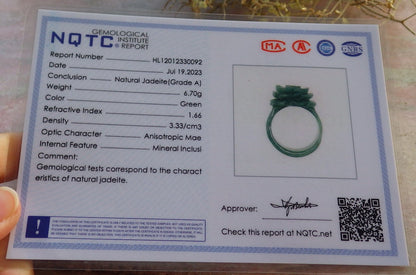 NQTC GEMOLOGICAL INSTITUTE REPORT
Report Number HL12012330092
Date Jul 19.2023
Conclusion Natural Jadeite(Grade A)
Weight 6.70g
Color Green
Refractive Index 1.66
Density 3.33/cm3
Optic Character Anisotropic Mae
Internal Feature Mineral Inclusi
Comment:
Gemological tests correspond to the charact
eristics of natural jadeite.
MA
Approver:
Check this report at NQTC.net